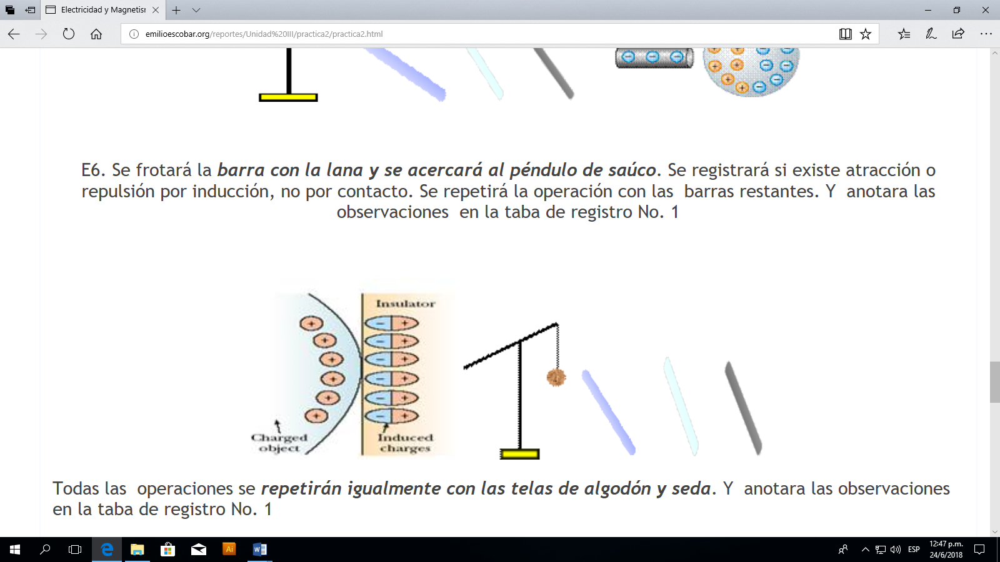 Electricidad y Magnetisr
emilioescobar.org/reportes/Unidad%20III/practica2/practica2.html
E6. Se frotará la barra con la lana y se acercará al péndulo de saúco. Se registrará si existe atracción o
repulsión por inducción, no por contacto. Se repetirá la operación con las  barras restantes. Y  anotara las
observaciones  en la taba de registro No. 1
Insulator
Charged
object
Induced
charges
Todas las  operaciones se repetirán igualmente con las telas de algodón y seda. Y  anotara las observaciones
en la taba de registro No. 1
Ai
W
ESP
12:47 p.m.
24/6/2018